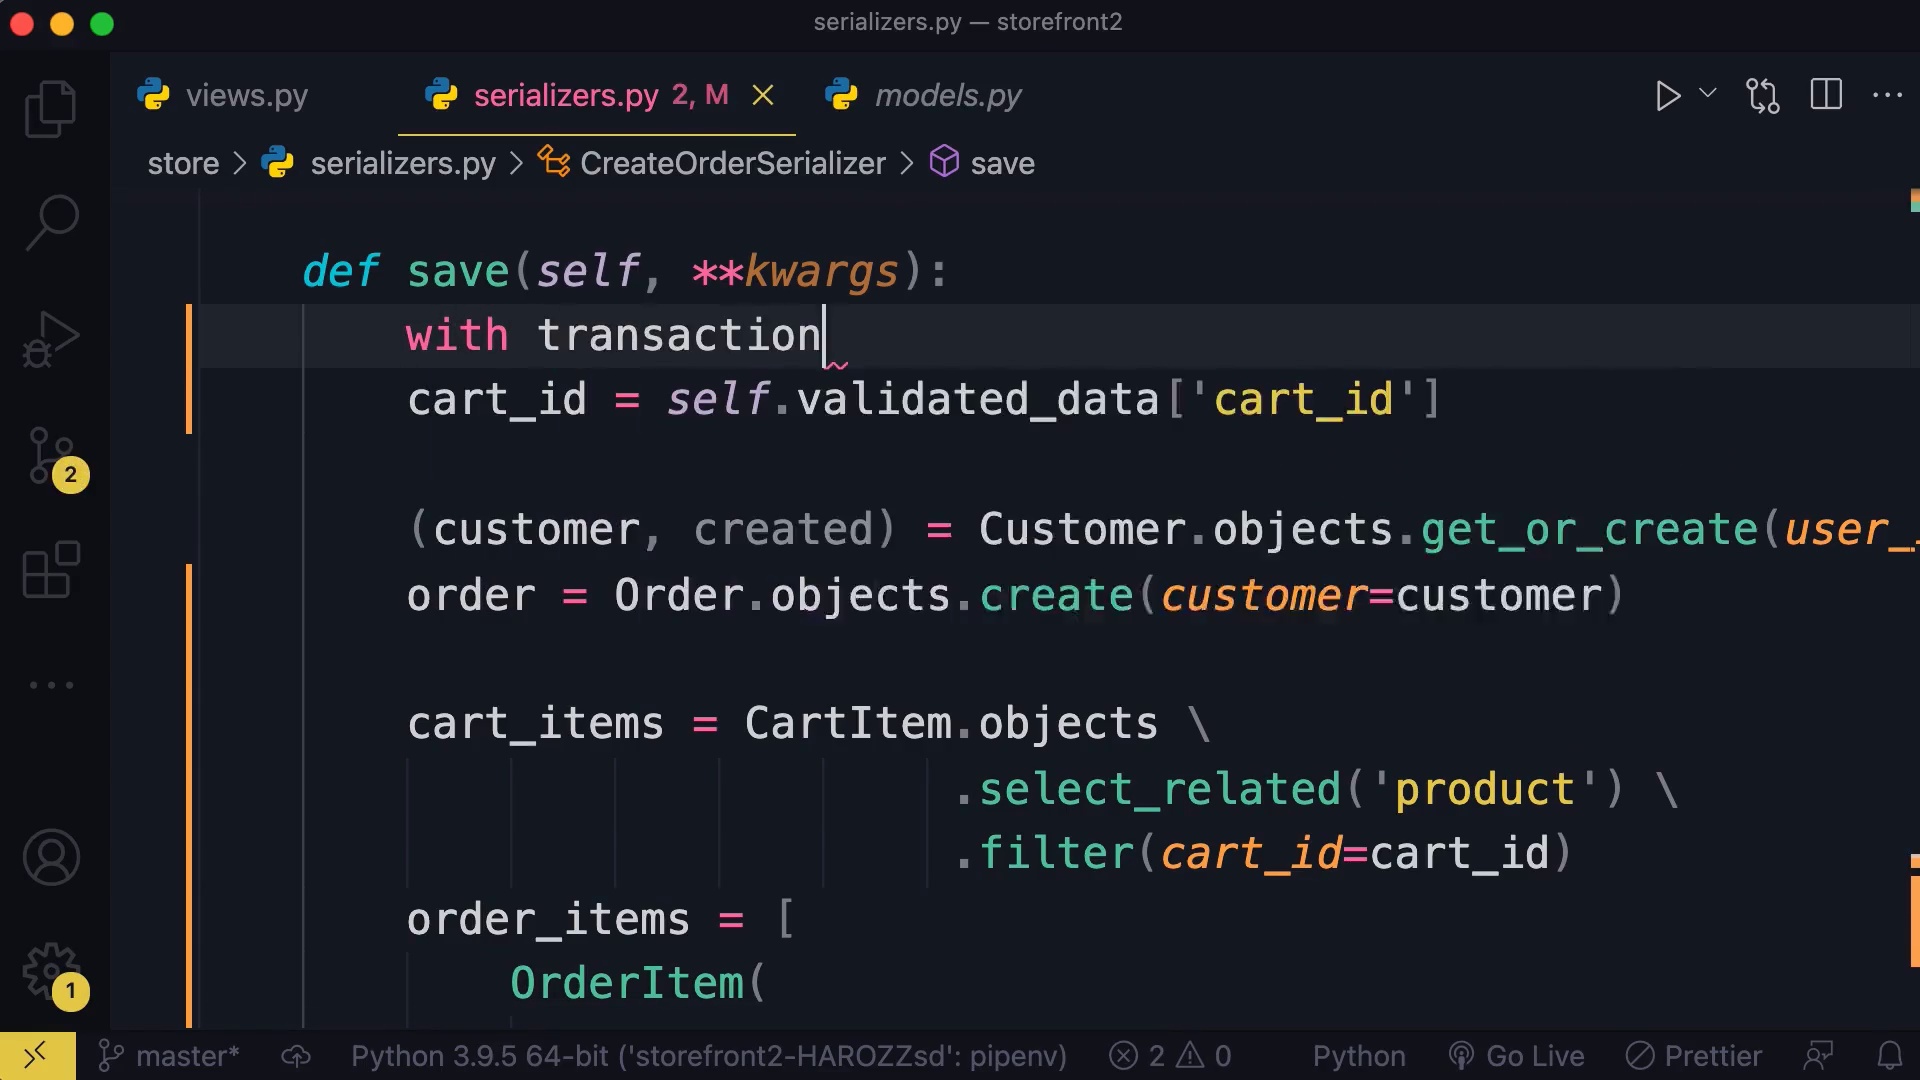 serializers.py — storefront2
views.py
serializers.py 2, M
models.py
store > serializers.py > CreateOrderSerializer > save
def save(self, **kwargs):
with transaction
cart_id = self.validated_data['cart_id']
(customer, created) = Customer.objects.get_or_create(user_
order = Order.objects.create(customer=customer)
cart_items = CartItem.objects \
.select_related('product') \
.filter(cart_id=cart_id)
order_items = [
OrderItem(
2
1
master* Python 3.9.5 64-bit ('storefront2-HAROZZsd': pipenv) 2 0 Python Go Live Prettier